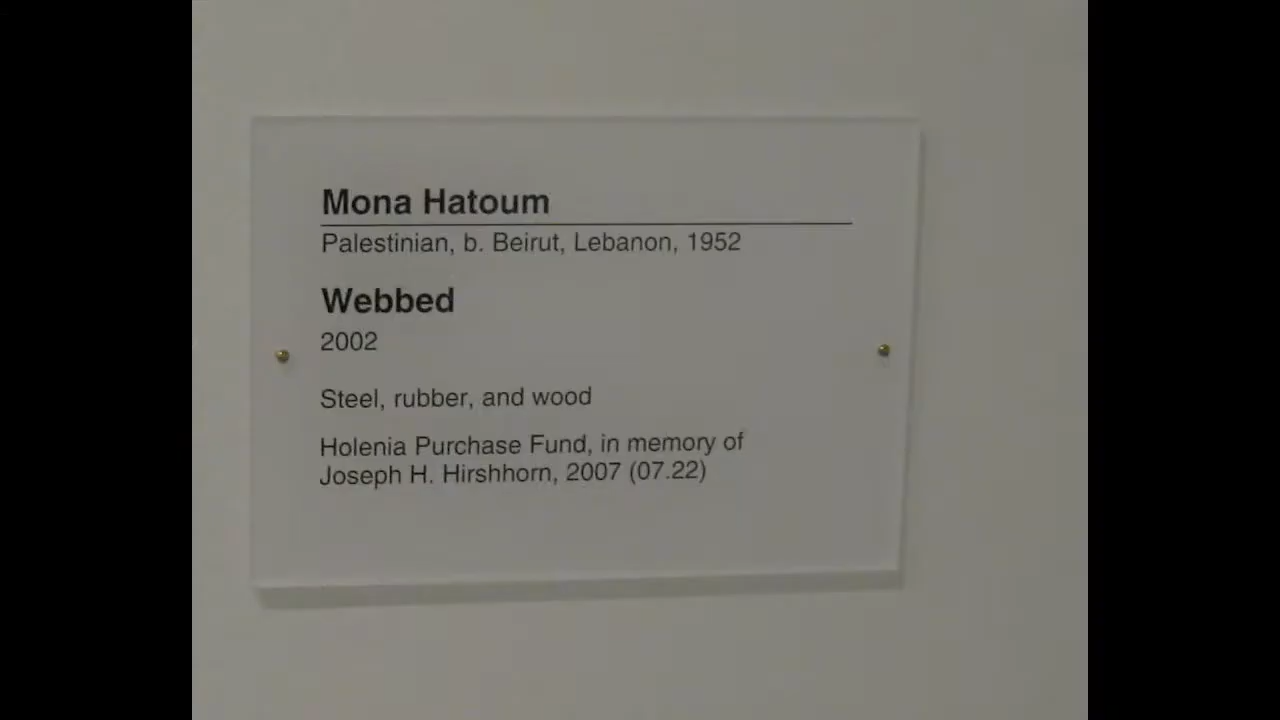 Mona Hatoum
Palestinian, b. Beirut, Lebanon, 1952
Webbed
2002
Steel, rubber, and wood
Holenia Purchase Fund, in memory of
Joseph H. Hirshhorn, 2007 (07.22)